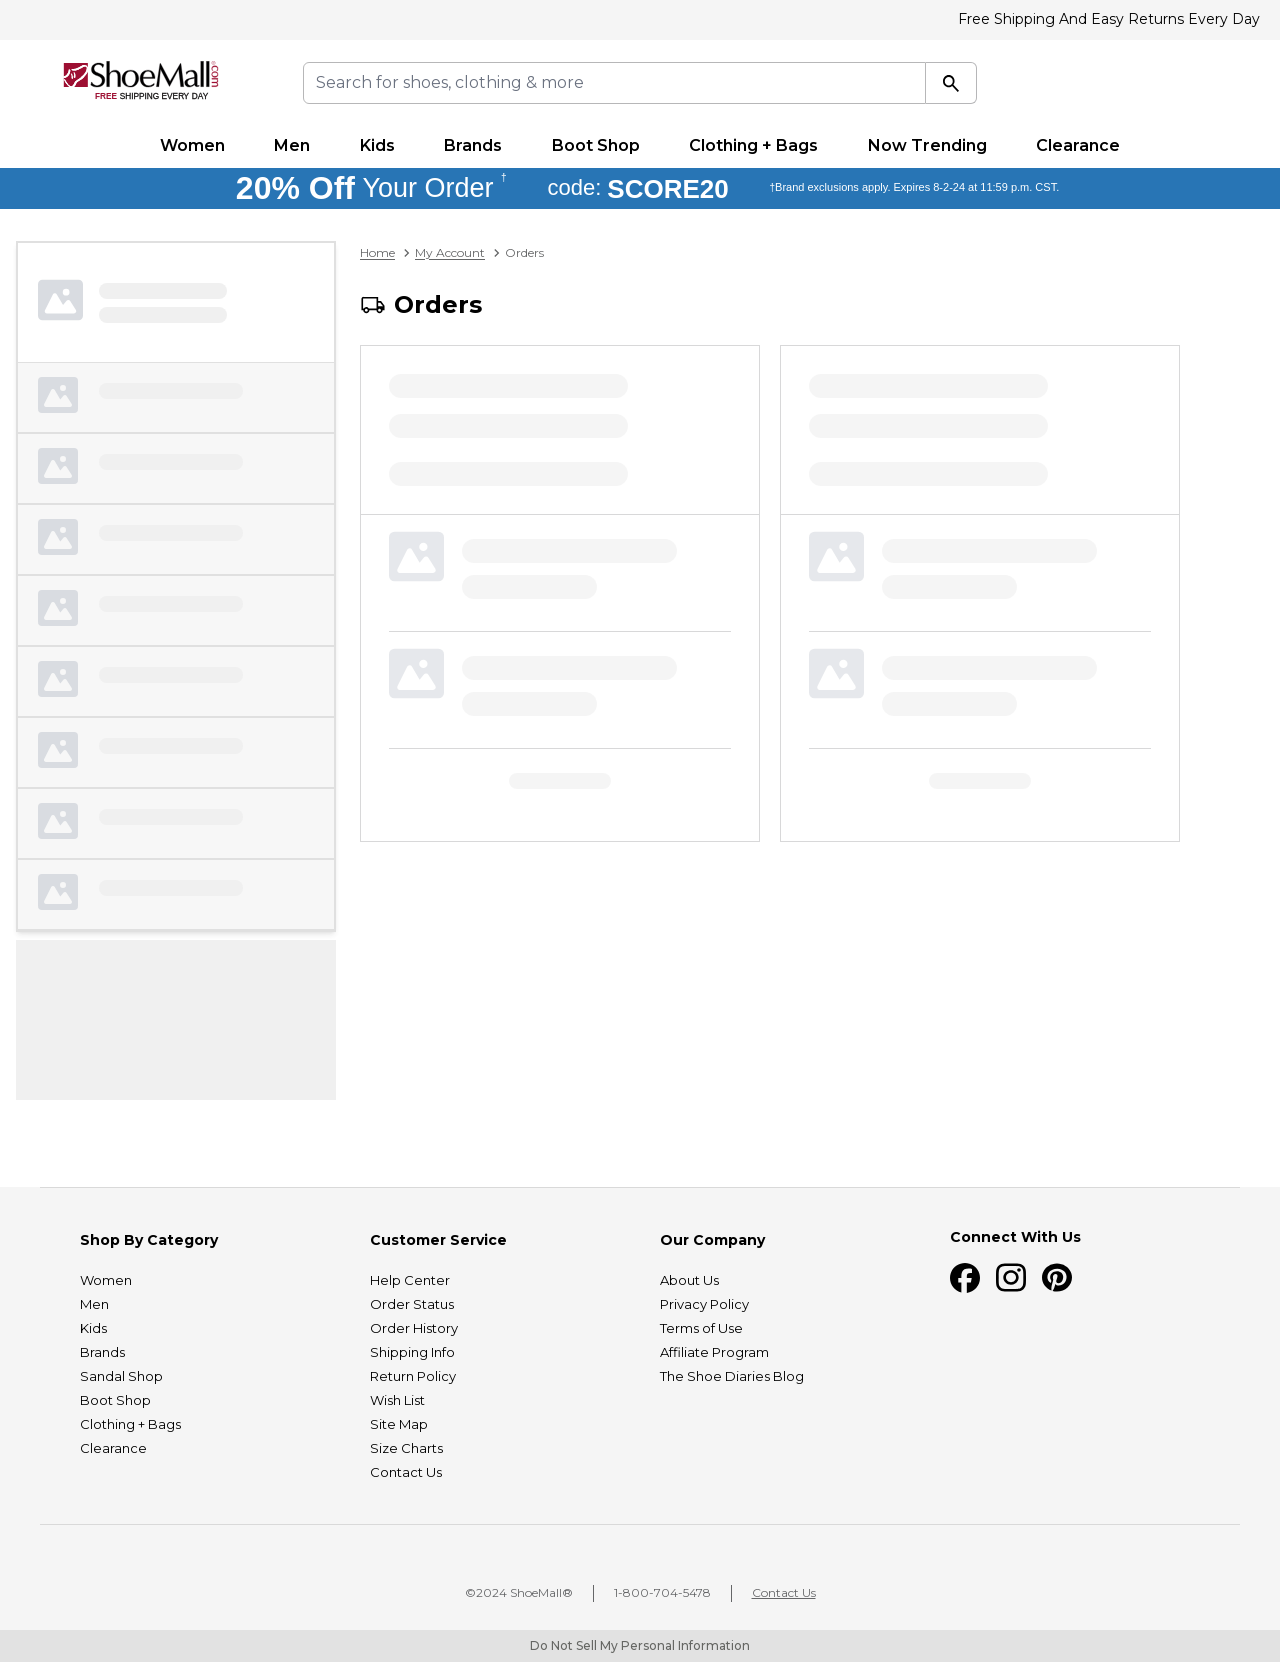 Free Shipping And Easy Returns Every Day
ShoeMall.com
FREE SHIPPING EVERY DAY
Search for shoes, clothing & more
Women Men Kids Brands Boot Shop Clothing + Bags Now Trending Clearance
20% Off Your Order † code: SCORE20 †Brand exclusions apply. Expires 8-2-24 at 11:59 p.m. CST.
Home My Account Orders
Orders
Shop By Category
Women
Men
Kids
Brands
Sandal Shop
Boot Shop
Clothing + Bags
Clearance
Customer Service
Help Center
Order Status
Order History
Shipping Info
Return Policy
Wish List
Site Map
Size Charts
Contact Us
Our Company
About Us
Privacy Policy
Terms of Use
Affiliate Program
The Shoe Diaries Blog
Connect With Us
©2024 ShoeMall® 1-800-704-5478 Contact Us
Do Not Sell My Personal Information